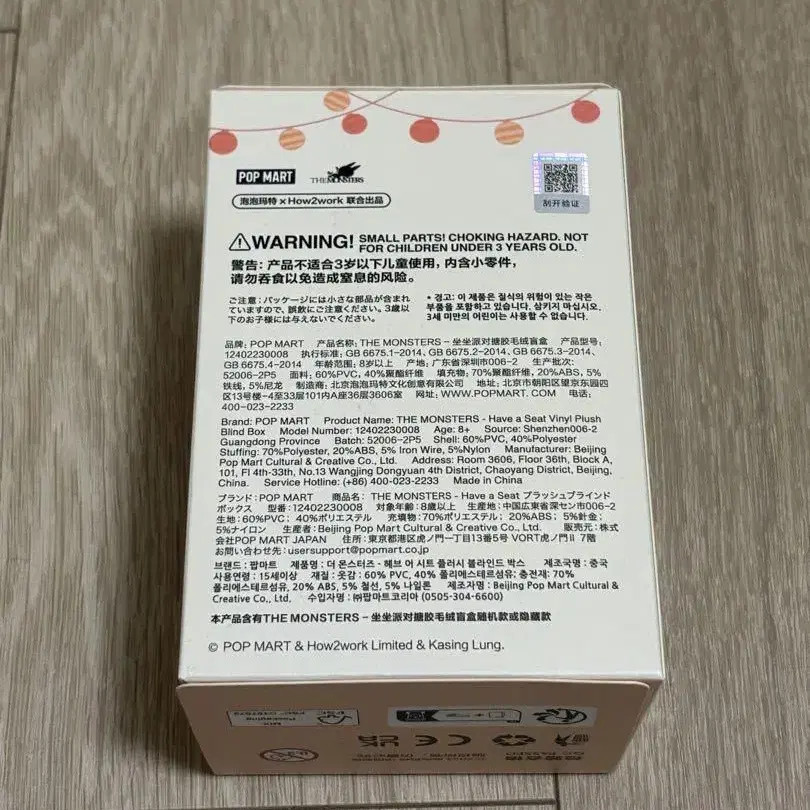 POP MART THE MONSTERS
泡泡玛特 × How2work 联合出品
刮开验证
WARNING! SMALL PARTS! CHOKING HAZARD. NOT
FOR CHILDREN UNDER 3 YEARS OLD.
警告: 产品不适合3岁以下儿童使用，内含小零件，
请勿吞食以免造成窒息的风险。
ご注意：パッケージには小さな部品が含まれ
ていますので、誤飲にご注意ください。3歳以
下のお子様には与えないでください。
* 경고: 이 제품은 질식의 위험이 있는 작은
부품을 포함하고 있습니다. 삼키지 마십시오.
3세 미만의 어린이는 사용할 수 없습니다.
品牌: POP MART 产品名称: THE MONSTERS - 坐坐派对搪胶毛绒盲盒 产品型号:
12402230008 执行标准: GB 6675.1-2014、GB 6675.2-2014、GB 6675.3-2014、
GB 6675.4-2014 年龄范围: 8岁以上 产地: 广东省深圳市006-2 生产批次:
52006-2P5 面料: 60%PVC, 40%聚酯纤维 填充物: 70%聚酯纤维, 20%ABS, 5%
铁线, 5%尼龙 制造商: 北京泡泡玛特文化创意有限公司 地址: 北京市朝阳区望京东园四
区13号楼-4至33层101内A座36层3606室 网址: WWW.POPMART.COM 电话:
400-023-2233
Brand: POP MART Product Name: THE MONSTERS - Have a Seat Vinyl Plush
Blind Box Model Number: 12402230008 Age: 8+ Source: Shenzhen006-2
Guangdong Province Batch: 52006-2P5 Shell: 60%PVC, 40%Polyester
Stuffing: 70%Polyester, 20%ABS, 5% Iron Wire, 5%Nylon Manufacturer: Beijing
Pop Mart Cultural & Creative Co., Ltd. Address: Room 3606, Floor 36th, Block A,
101, Fl 4th-33th, No.13 Wangjing Dongyuan 4th District, Chaoyang District, Beijing,
China. Service Hotline: (+86) 400-023-2233 Made in China
ブランド: POP MART 商品名: THE MONSTERS - Have a Seat プラッシュブラインド
ボックス 型番: 12402230008 対象年齢: 8歳以上 生産地: 中国広東省深セン市006-2
生地: 60%PVC; 40%ポリエステル 充填物: 70%ポリエステル; 20%ABS; 5%針金;
5%ナイロン 生産者: Beijing Pop Mart Cultural & Creative Co., Ltd. 販売元: 株式
会社POP MART JAPAN 住所: 東京都港区虎ノ門一丁目13番5号 VORT虎ノ門II 7階
お問い合わせ先: usersupport@popmart.co.jp
브랜드 : 팝마트 제품명 : 더 몬스터즈 - 헤브 어 시트 플러시 블라인드 박스 제조국명 : 중국
사용연령 : 15세이상 재질 : 옷감 : 60% PVC, 40% 폴리에스테르섬유; 충전재: 70%
폴리에스테르섬유, 20% ABS, 5% 철선, 5% 나일론 제조자명 : Beijing Pop Mart Cultural &
Creative Co., Ltd. 수입자명 : ㈜팝마트코리아 (0505-304-6600)
本产品含有THE MONSTERS - 坐坐派对搪胶毛绒盲盒随机款或隐藏款
© POP MART & How2work Limited & Kasing Lung.
MIX
Packaging
FSC
UK CA CE
检验合格
QC PASSED